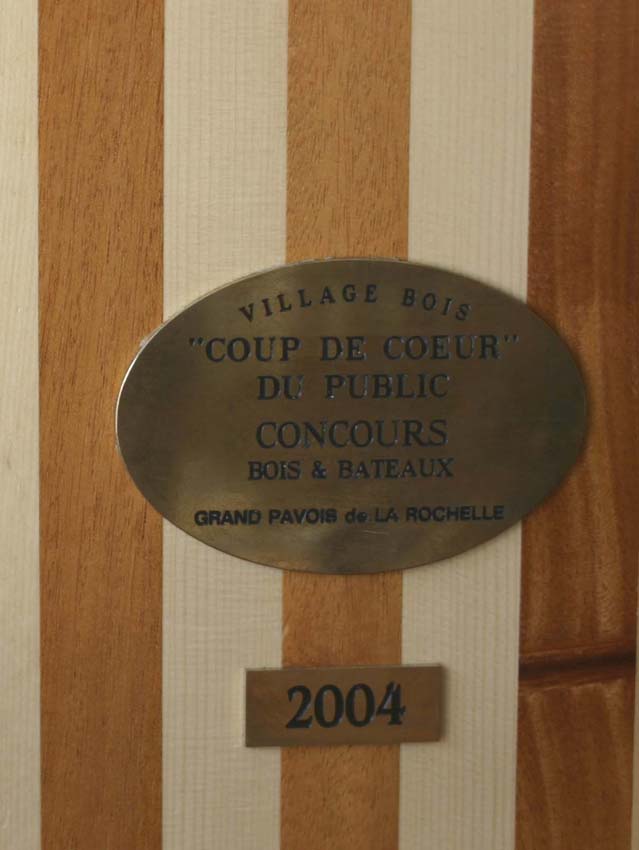 VILLAGE BOIS
"COUP DE COEUR"
DU PUBLIC
CONCOURS
BOIS & BATEAUX
GRAND PAVOIS de LA ROCHELLE
2004